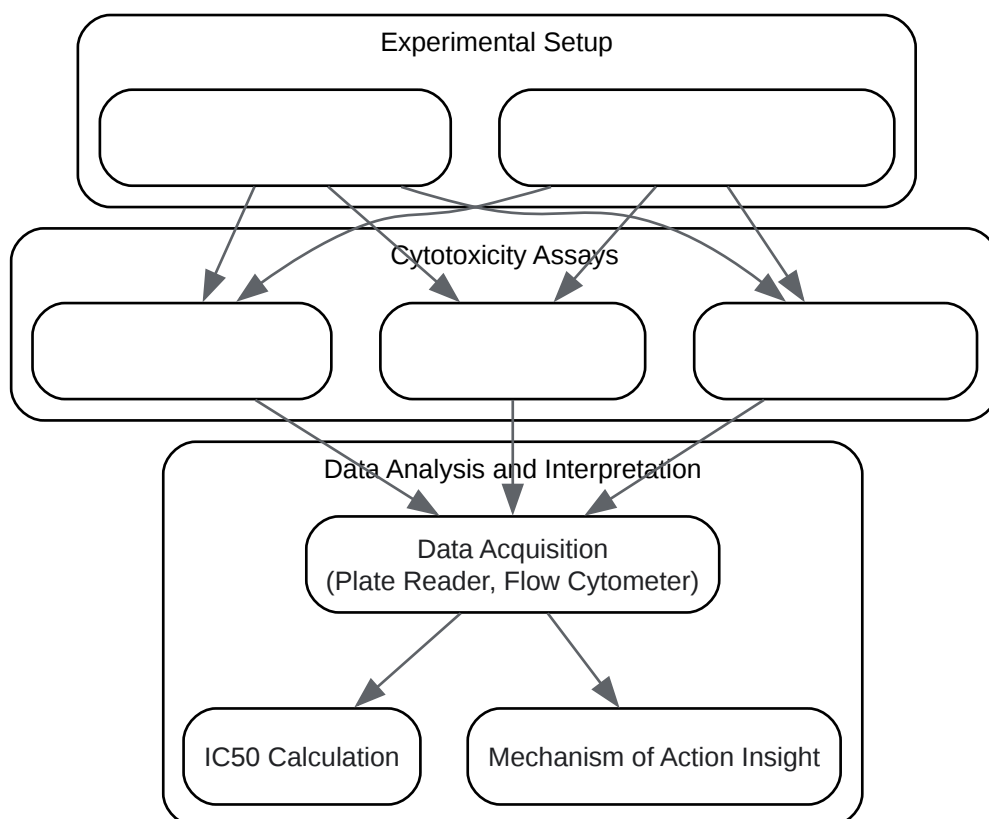 Experimental Setup
Cytotoxicity Assays
Data Analysis and Interpretation
Data Acquisition
(Plate Reader, Flow Cytometer)
IC50 Calculation
Mechanism of Action Insight